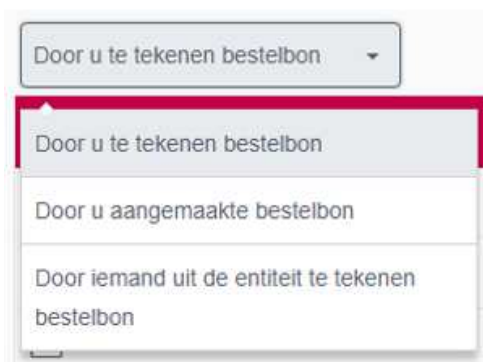 Door u te tekenen bestelbon
Door u te tekenen bestelbon
Door u aangemaakte bestelbon
Door iemand uit de entiteit te tekenen
bestelbon